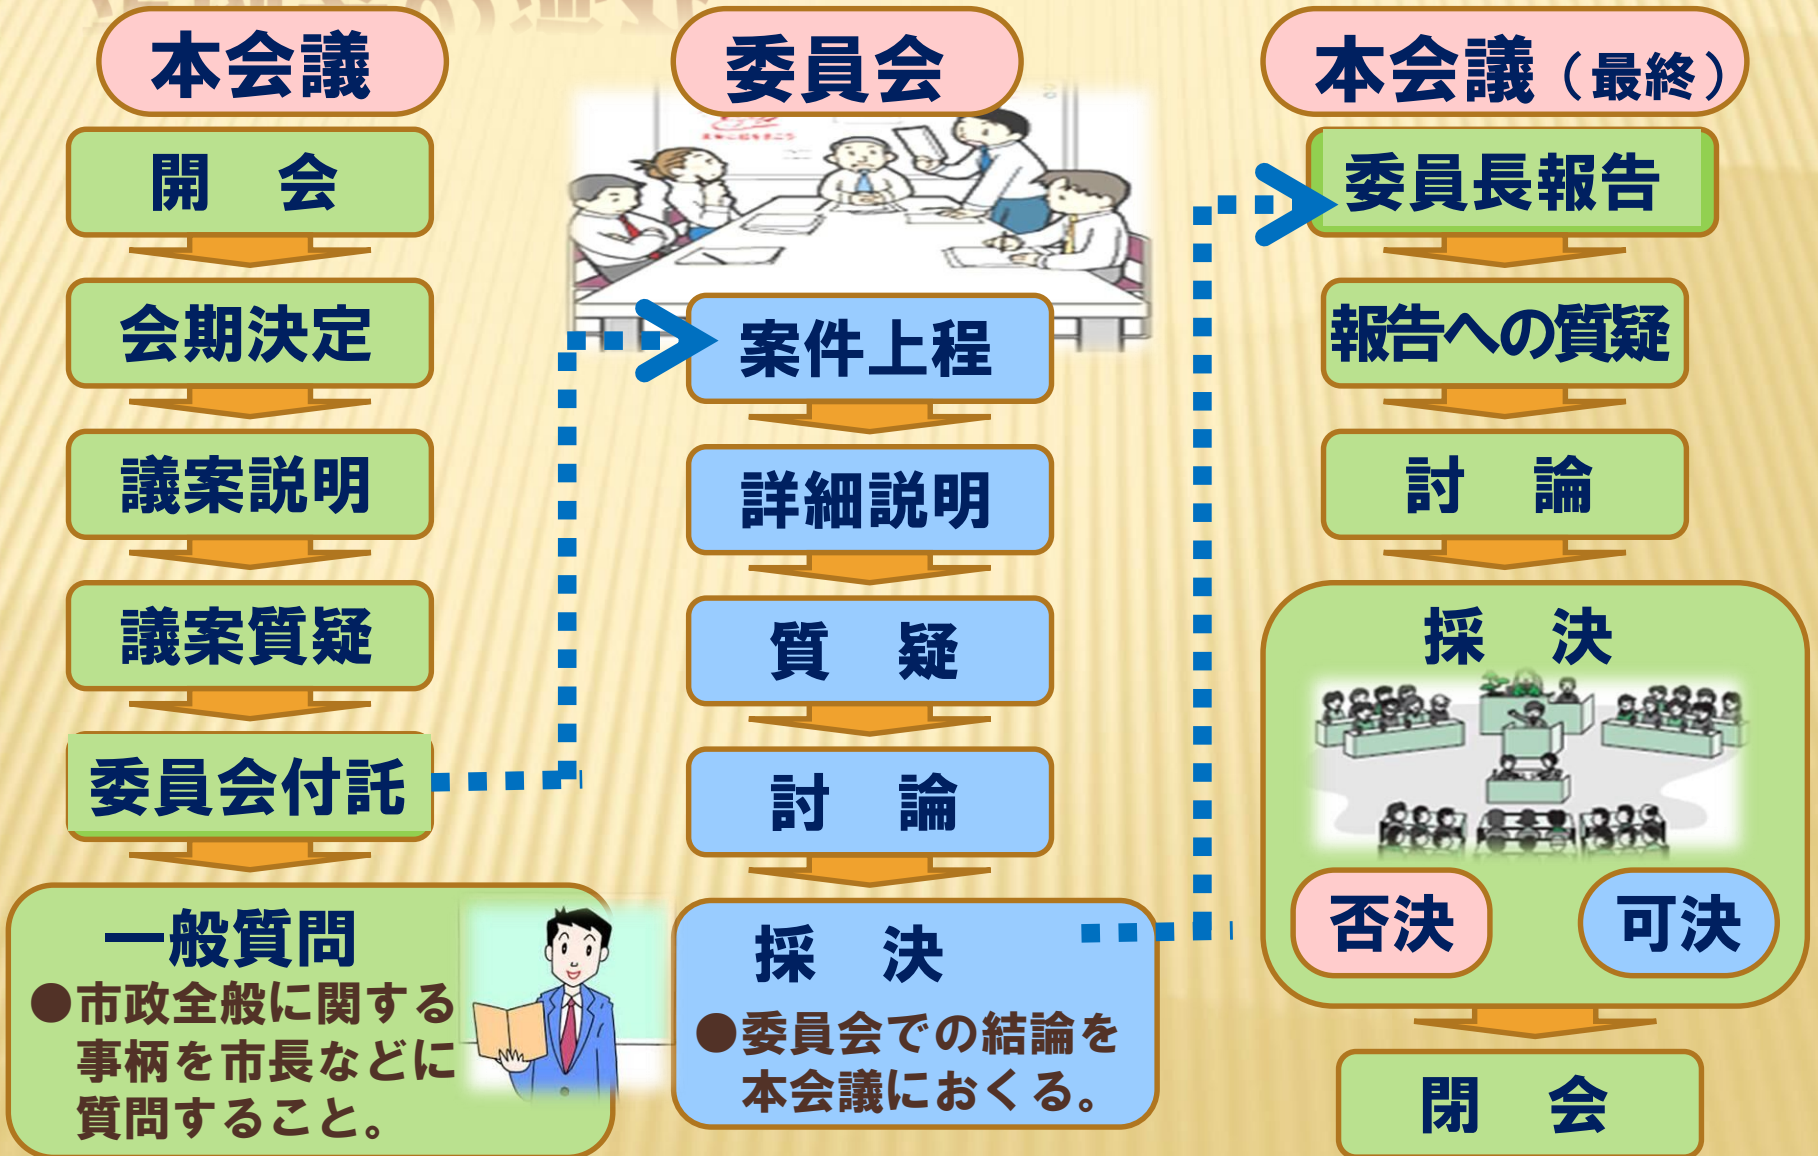 本会議
開　会
会期決定
議案説明
議案質疑
委員会付託
一般質問
●市政全般に関する
事柄を市長などに
質問すること。
委員会
案件上程
詳細説明
質　疑
討　論
採　決
●委員会での結論を
本会議におくる。
本会議（最終）
委員長報告
報告への質疑
討　論
採　決
否決
可決
閉　会